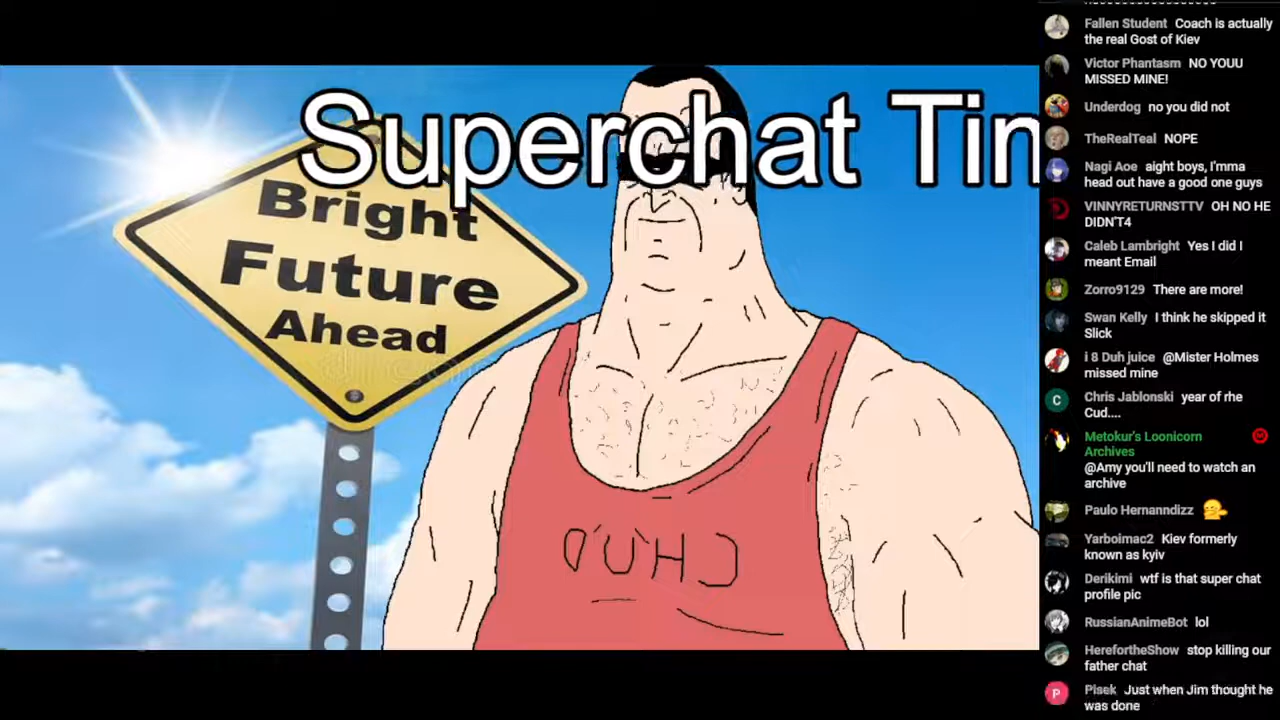 Superchat Tin
Bright
Future
Ahead
Fallen Student Coach is actually
the real Gost of Kiev
Victor Phantasm NO YOUU
MISSED MINE!
Underdog no you did not
TheRealTeal NOPE
Nagi Aoe aight boys, I'mma
head out have a good one guys
VINNYRETURNSTTV OH NO HE
DIDN'T4
Caleb Lambright Yes I did I
meant Email
Zorro9129 There are more!
Swan Kelly I think he skipped it
Slick
i 8 Duh juice @Mister Holmes
missed mine
C Chris Jablonski year of rhe
Cud....
Metokur's Loonicorn
Archives
@Amy you'll need to watch an
archive
Paulo Hernanndizz
Yarboimac2 Kiev formerly
known as kyiv
Derikimi wtf is that super chat
profile pic
RussianAnimeBot lol
HerefortheShow stop killing our
father chat
P Pisek Just when Jim thought he
was done